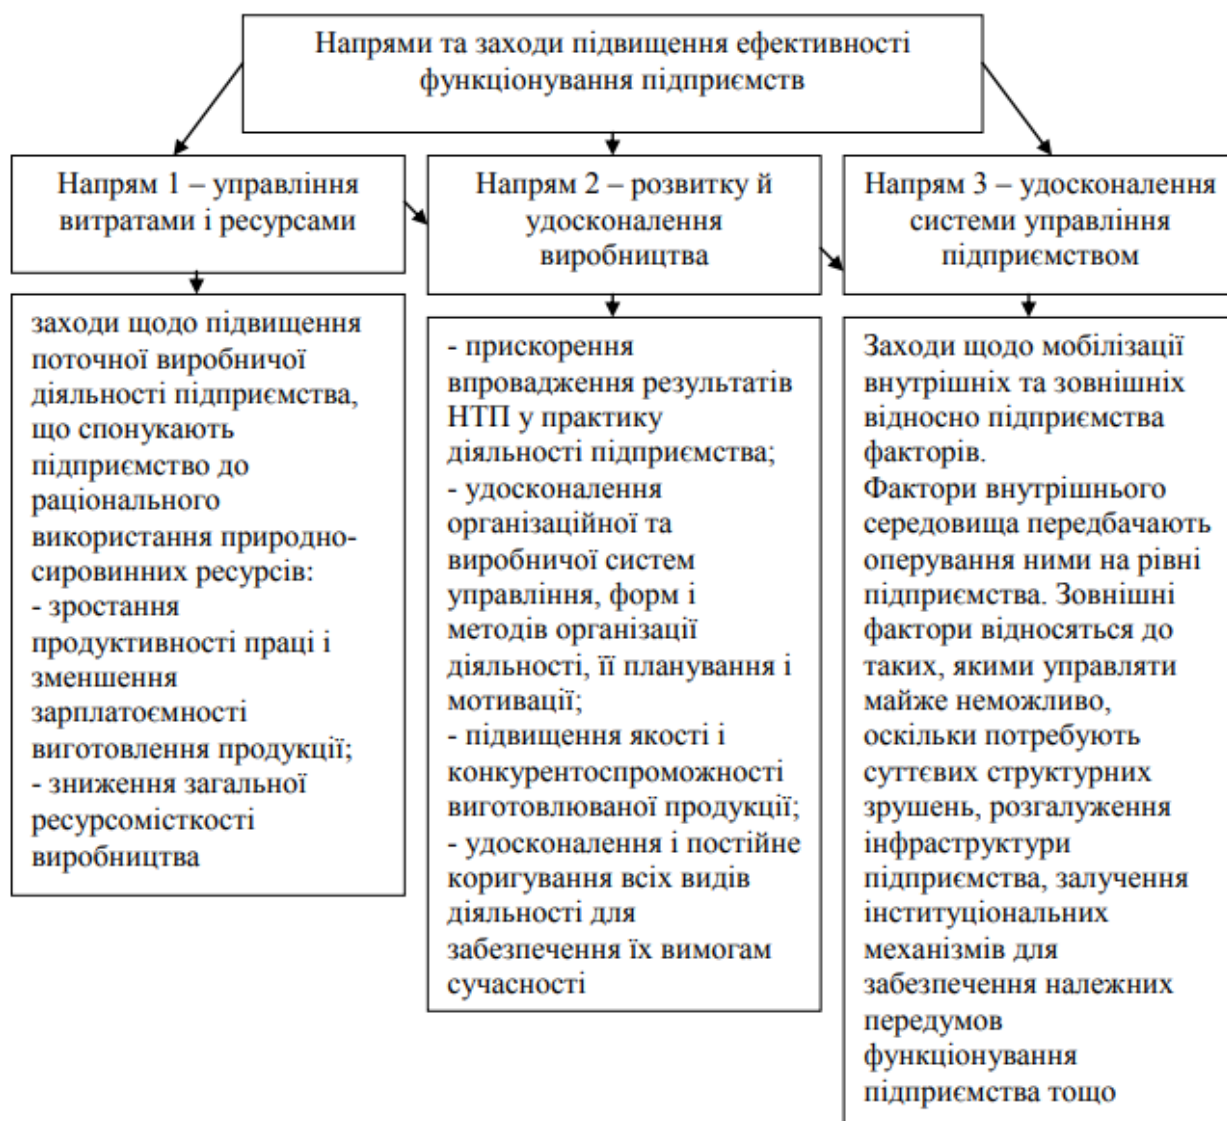 Напрями та заходи підвищення ефективності
функціонування підприємств
Напрям 1 – управління
витратами і ресурсами
Напрям 2 – розвитку й
удосконалення
виробництва
Напрям 3 – удосконалення
системи управління
підприємством
заходи щодо підвищення
поточної виробничої
діяльності підприємства,
що спонукають
підприємство до
раціонального
використання природно-
сировинних ресурсів:
- зростання
продуктивності праці і
зменшення
зарплатоємності
виготовлення продукції;
- зниження загальної
ресурсомісткості
виробництва
- прискорення
впровадження результатів
НТП у практику
діяльності підприємства;
- удосконалення
організаційної та
виробничої систем
управління, форм і
методів організації
діяльності, її планування і
мотивації;
- підвищення якості і
конкурентоспроможності
виготовлюваної продукції;
- удосконалення і постійне
коригування всіх видів
діяльності для
забезпечення їх вимогам
сучасності
Заходи щодо мобілізації
внутрішніх та зовнішніх
відносно підприємства
факторів.
Фактори внутрішнього
середовища передбачають
оперування ними на рівні
підприємства. Зовнішні
фактори відносяться до
таких, якими управляти
майже неможливо,
оскільки потребують
суттєвих структурних
зрушень, розгалуження
інфраструктури
підприємства, залучення
інституціональних
механізмів для
забезпечення належних
передумов
функціонування
підприємства тощо